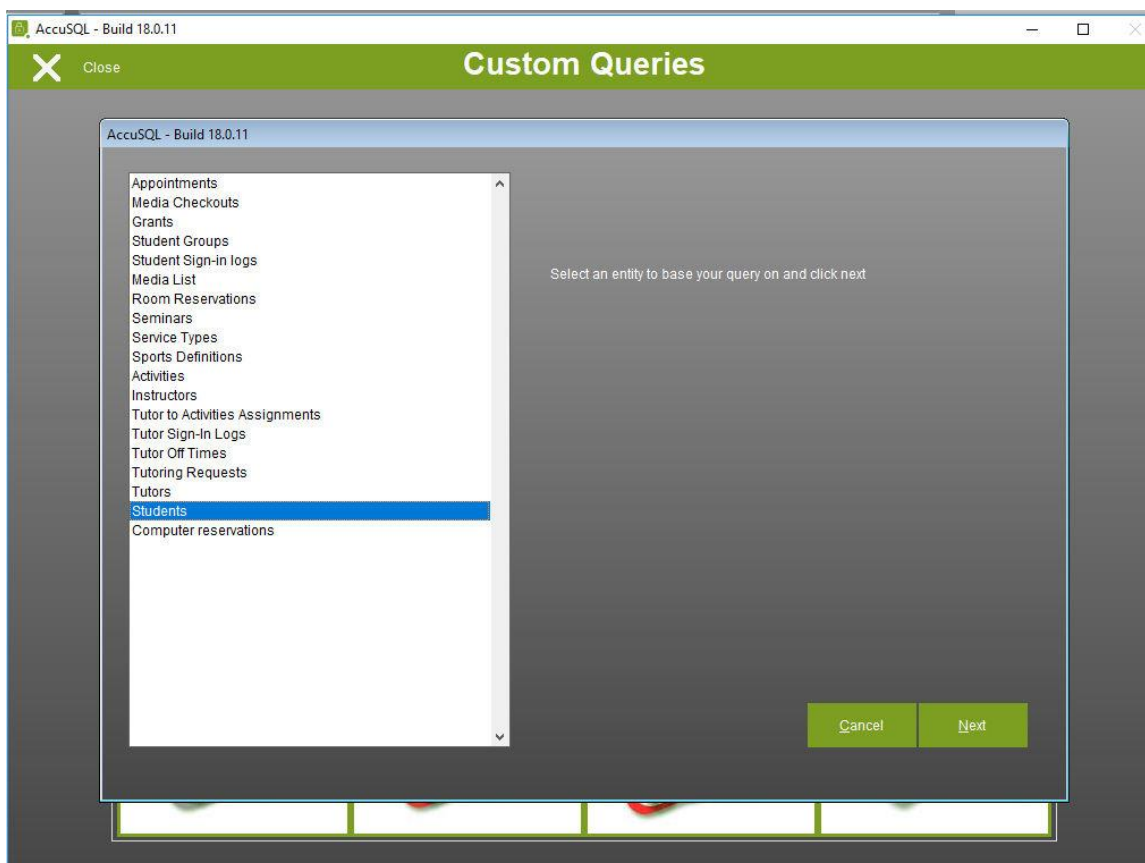 AccuSQL - Build 18.0.11
Close
Custom Queries
AccuSQL - Build 18.0.11
Appointments
Media Checkouts
Grants
Student Groups
Student Sign-in logs
Media List
Room Reservations
Seminars
Service Types
Sports Definitions
Activities
Instructors
Tutor to Activities Assignments
Tutor Sign-In Logs
Tutor Off Times
Tutoring Requests
Tutors
Students
Computer reservations
Select an entity to base your query on and click next
Cancel
Next